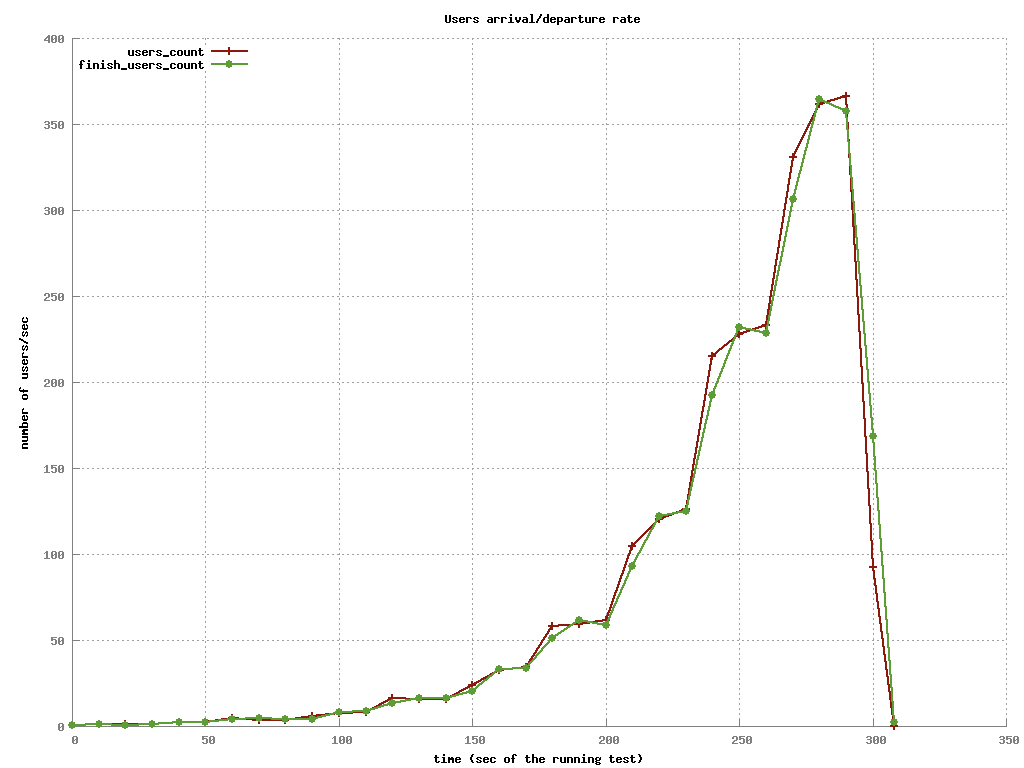 Users arrival/departure rate
400
users_count
finish_users_count
350
300
250
200
150
100
50
0
number of users/sec
0 50 100 150 200 250 300 350
time (sec of the running test)